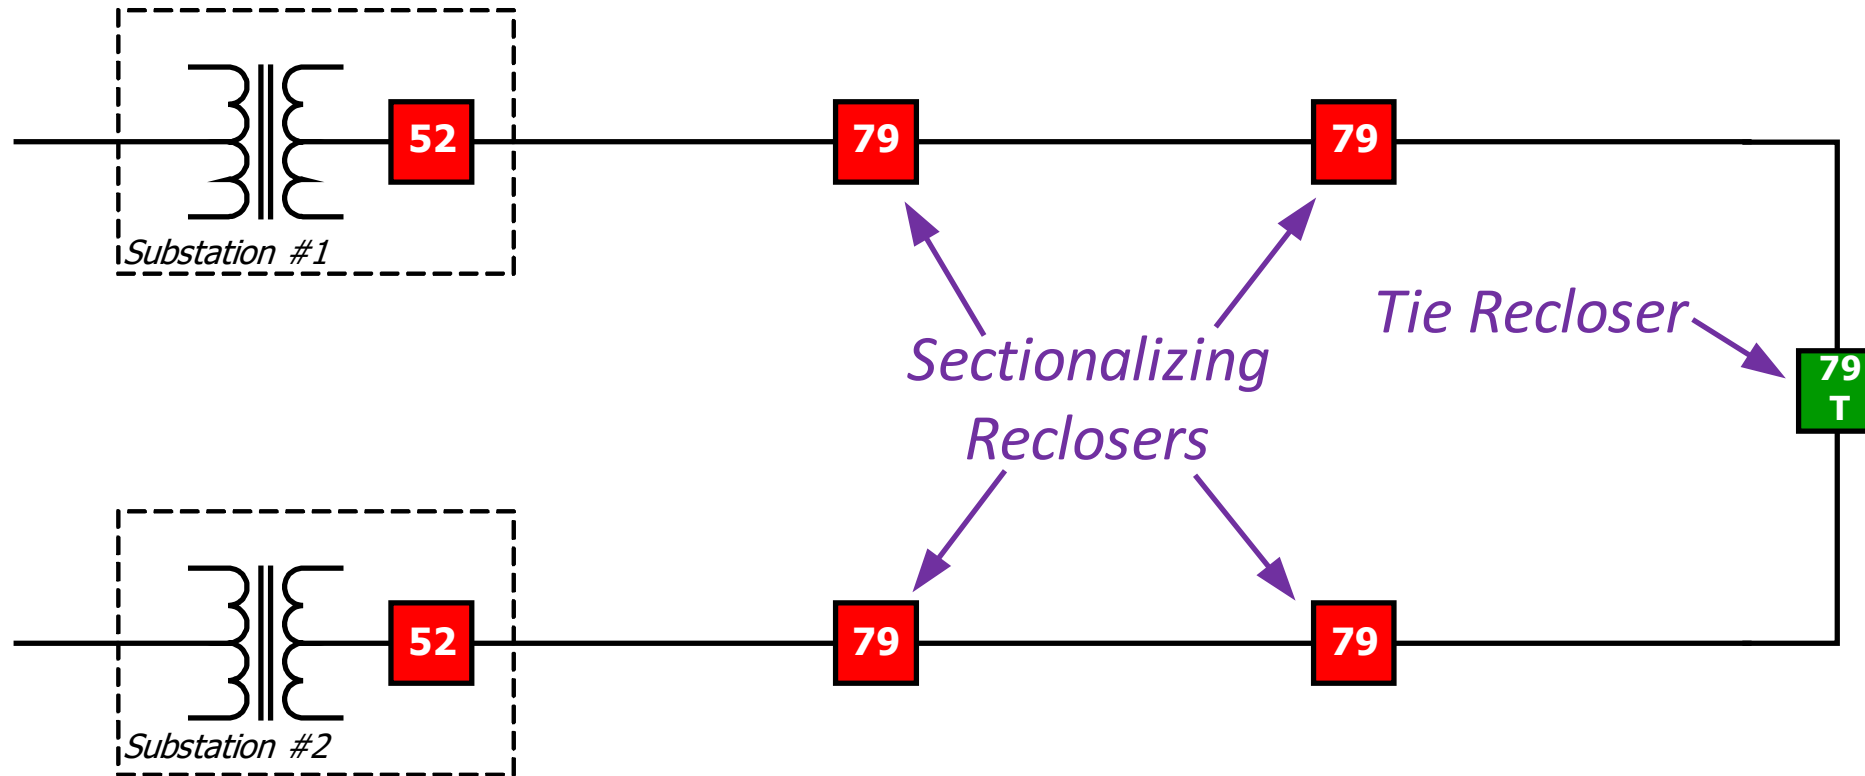 52
79
79
Substation #1
Tie Recloser
Sectionalizing
Reclosers
79
T
52
79
79
Substation #2